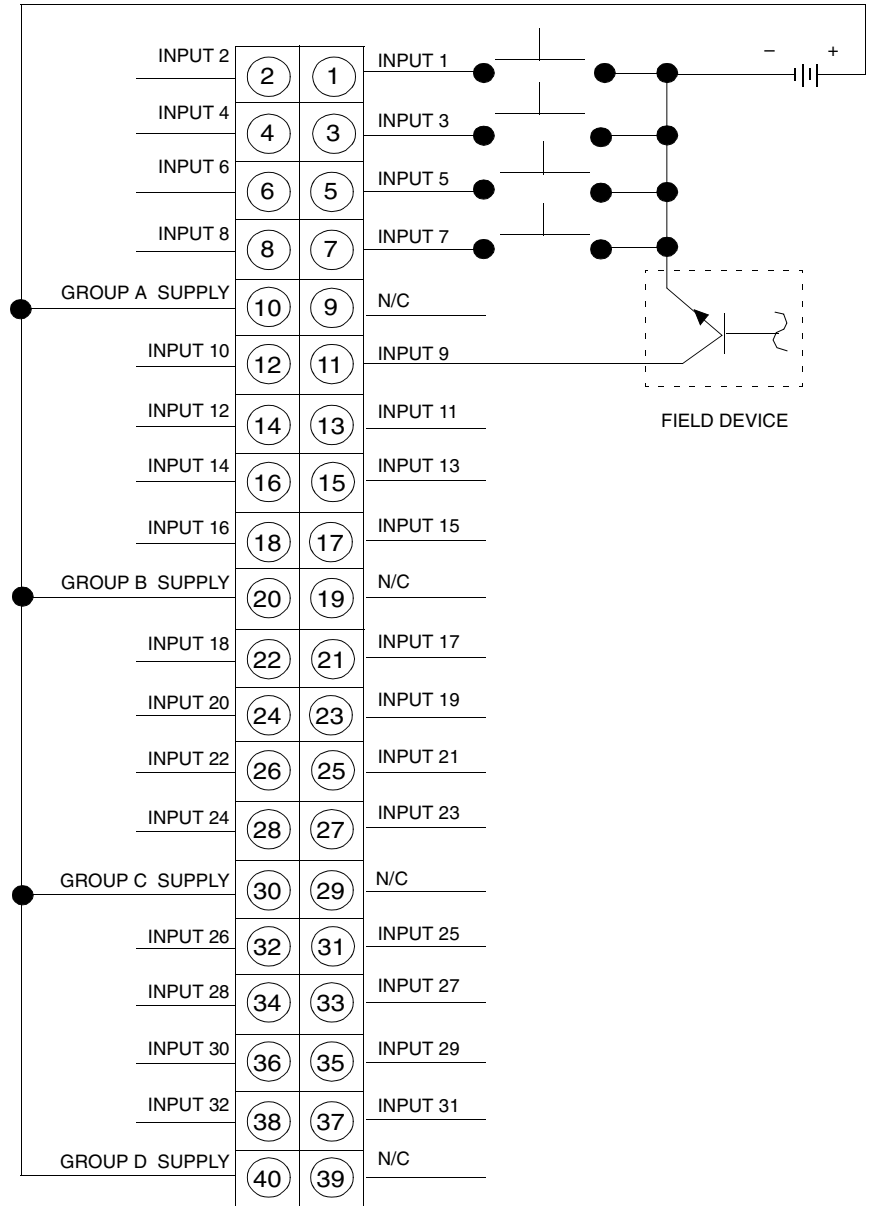 – +
INPUT 2 2 1 INPUT 1
INPUT 4 4 3 INPUT 3
INPUT 6 6 5 INPUT 5
INPUT 8 8 7 INPUT 7
GROUP A SUPPLY 10 9 N/C
INPUT 10 12 11 INPUT 9
INPUT 12 14 13 INPUT 11
FIELD DEVICE
INPUT 14 16 15 INPUT 13
INPUT 16 18 17 INPUT 15
GROUP B SUPPLY 20 19 N/C
INPUT 18 22 21 INPUT 17
INPUT 20 24 23 INPUT 19
INPUT 22 26 25 INPUT 21
INPUT 24 28 27 INPUT 23
GROUP C SUPPLY 30 29 N/C
INPUT 26 32 31 INPUT 25
INPUT 28 34 33 INPUT 27
INPUT 30 36 35 INPUT 29
INPUT 32 38 37 INPUT 31
GROUP D SUPPLY 40 39 N/C